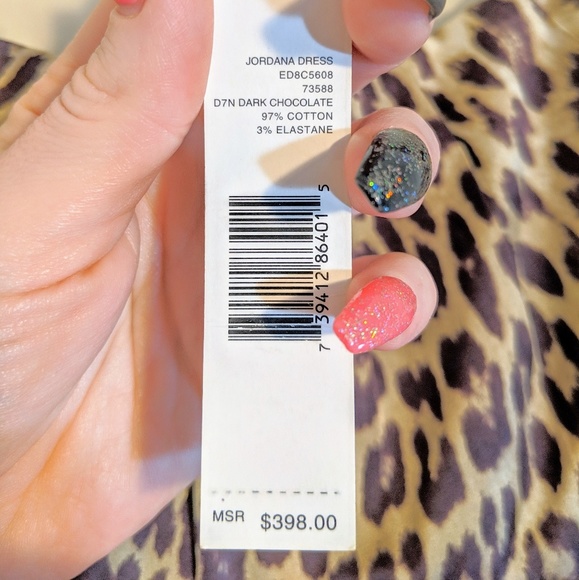 JORDANA DRESS
ED8C5608
73588
D7N DARK CHOCOLATE
97% COTTON
3% ELASTANE
7 39412 86401 5
MSR $398.00